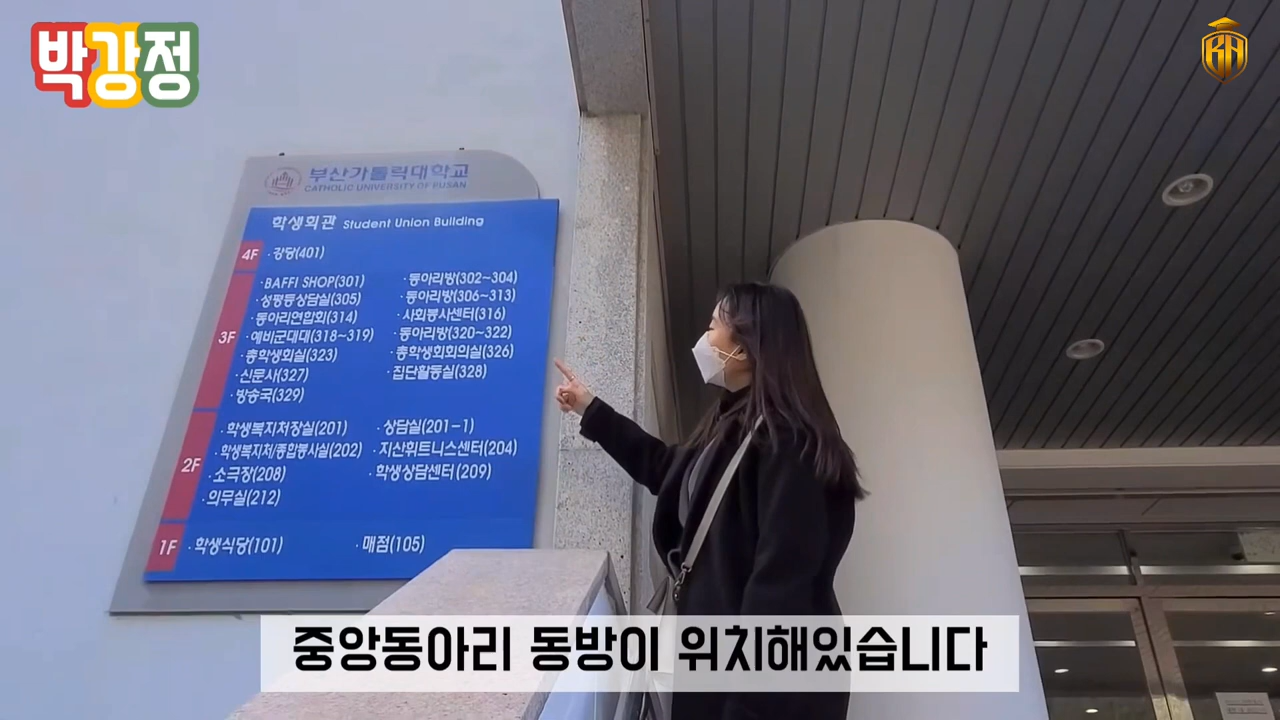 박강정
KA
부산가톨릭대학교
CATHOLIC UNIVERSITY OF BUSAN
학생회관 Student Union Building
4F
· 강당(401)
3F
· BAFFI SHOP(301)
· 동아리방(302~304)
· 성평등상담실(305)
· 동아리방(306~313)
· 동아리연합회(314)
· 사회봉사센터(316)
· 예비군대대(318~319)
· 동아리방(320~322)
· 총학생회실(323)
· 총학생회회의실(326)
· 신문사(327)
· 집단활동실(328)
· 방송국(329)
2F
· 학생복지처장실(201)
· 상담실(201-1)
· 학생복지처/종합봉사실(202)
· 지산휘트니스센터(204)
· 소극장(208)
· 학생상담센터(209)
· 의무실(212)
1F
· 학생식당(101)
· 매점(105)
중앙동아리 동방이 위치해있습니다